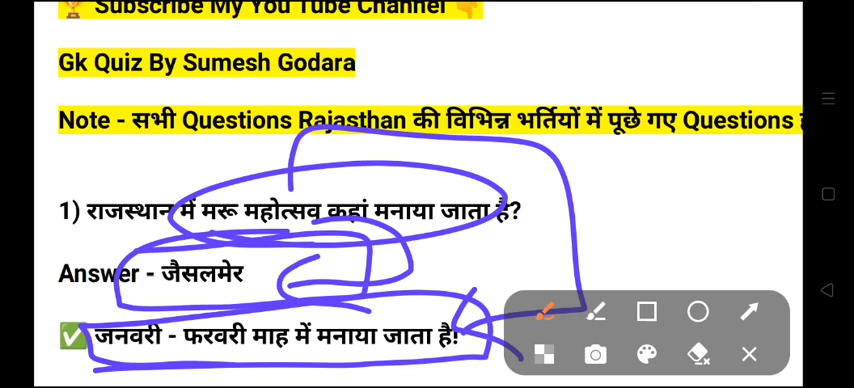 🏆 Subscribe My You Tube Channel 👇
Gk Quiz By Sumesh Godara
Note - सभी Questions Rajasthan की विभिन्न भर्तियों में पूछे गए Questions
1) राजस्थान में मरू महोत्सव कहां मनाया जाता है?
Answer - जैसलमेर
✅ जनवरी - फरवरी माह में मनाया जाता है!